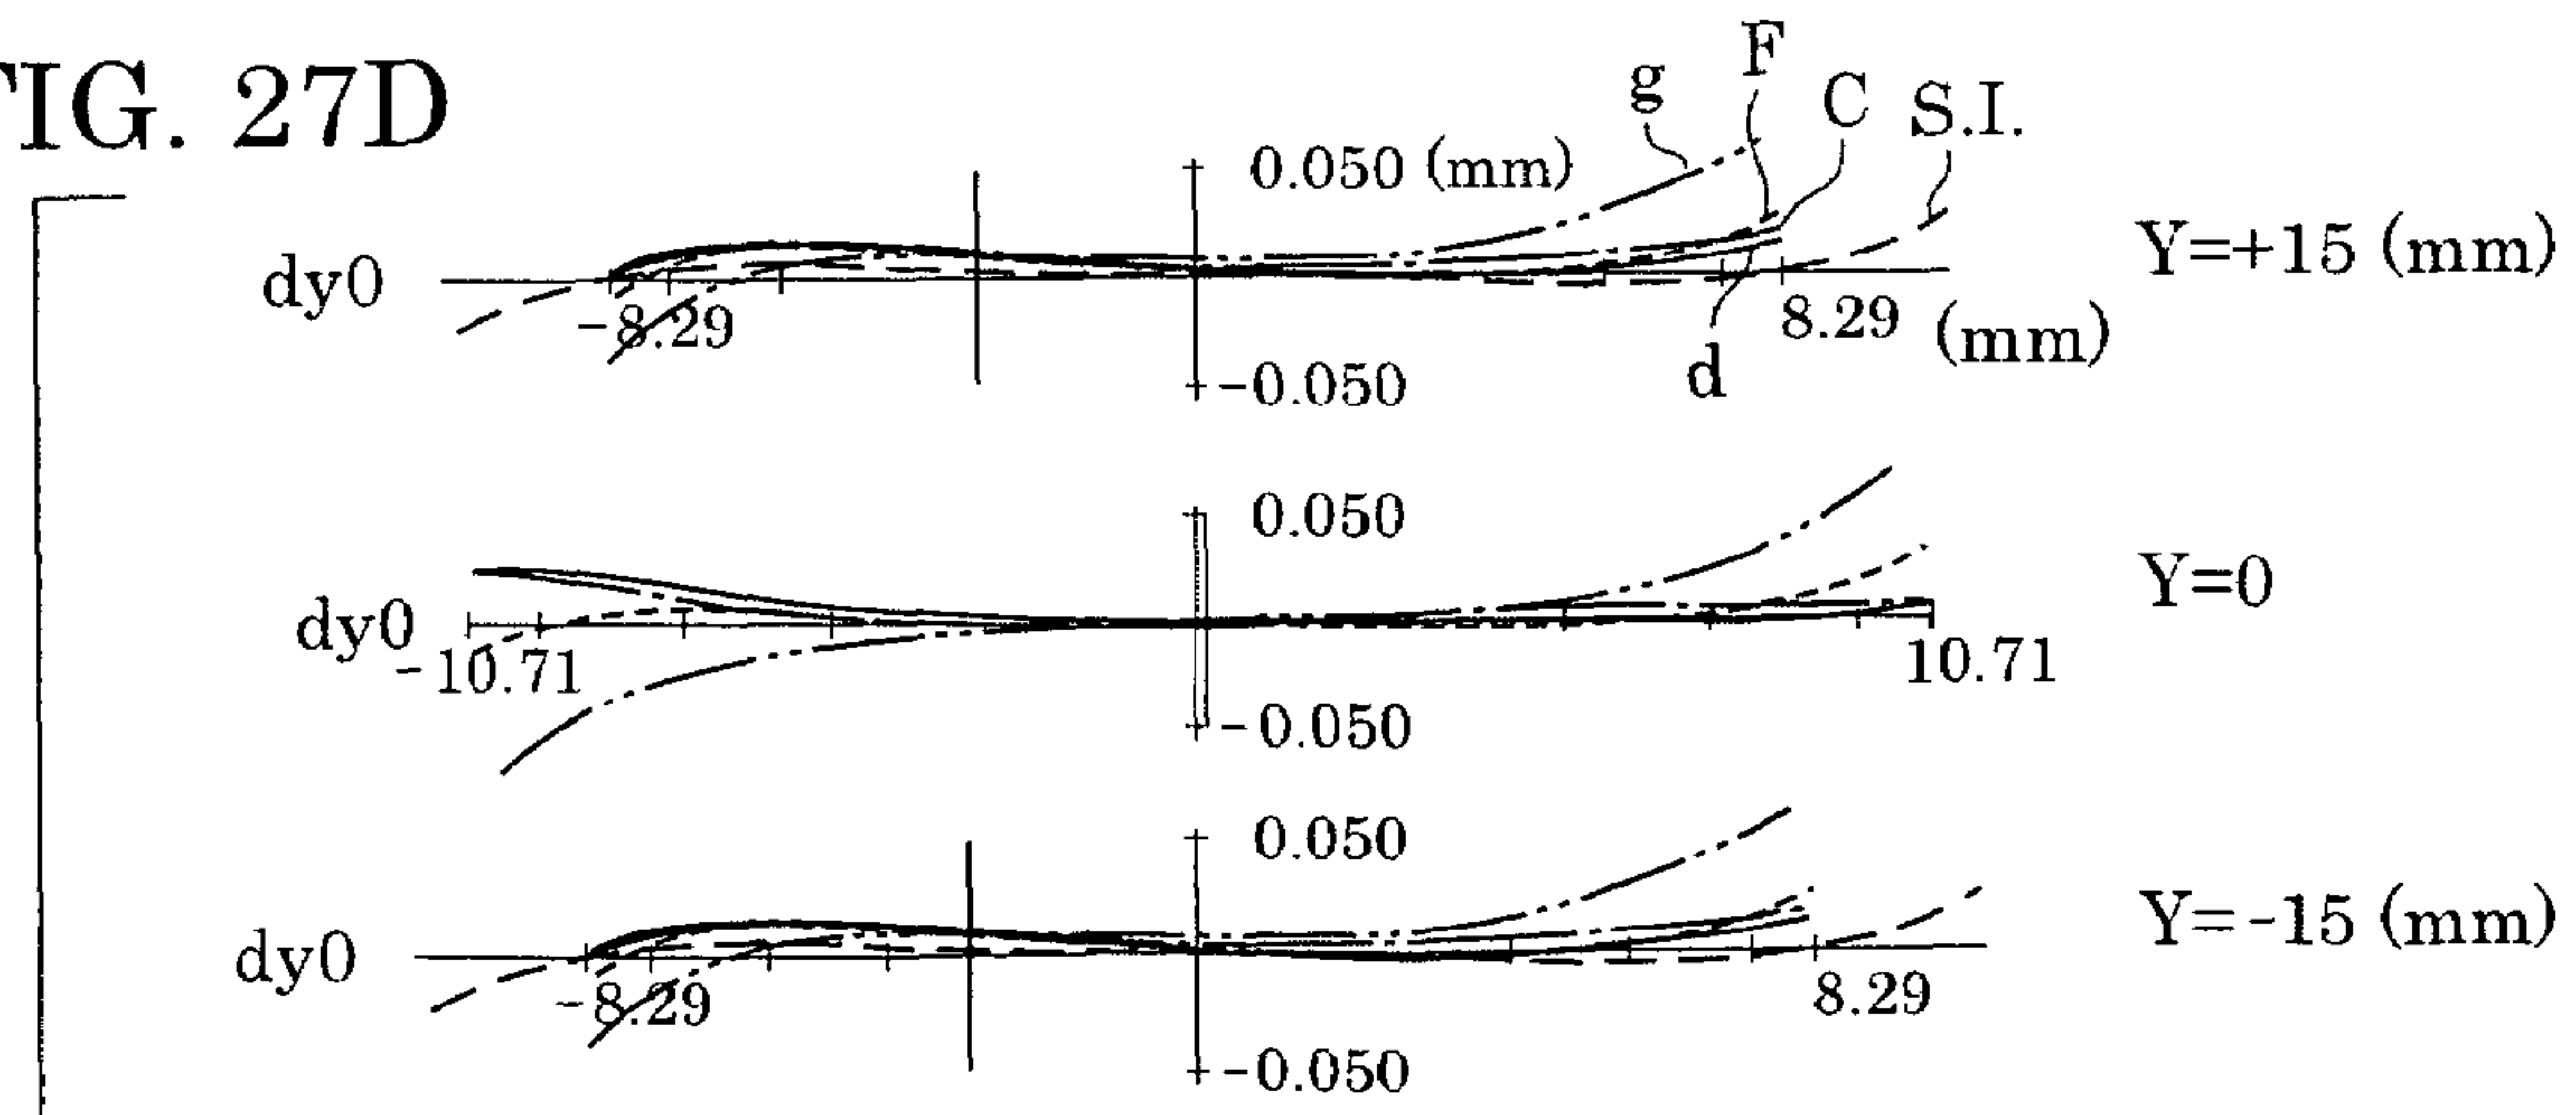 FIG. 27D
g F C S.I.
0.050 (mm)
dy0
Y=+15 (mm)
-8.29
8.29 (mm)
d
-0.050
0.050
dy0
Y=0
-10.71
10.71
-0.050
0.050
dy0
Y=-15 (mm)
-8.29
8.29
-0.050